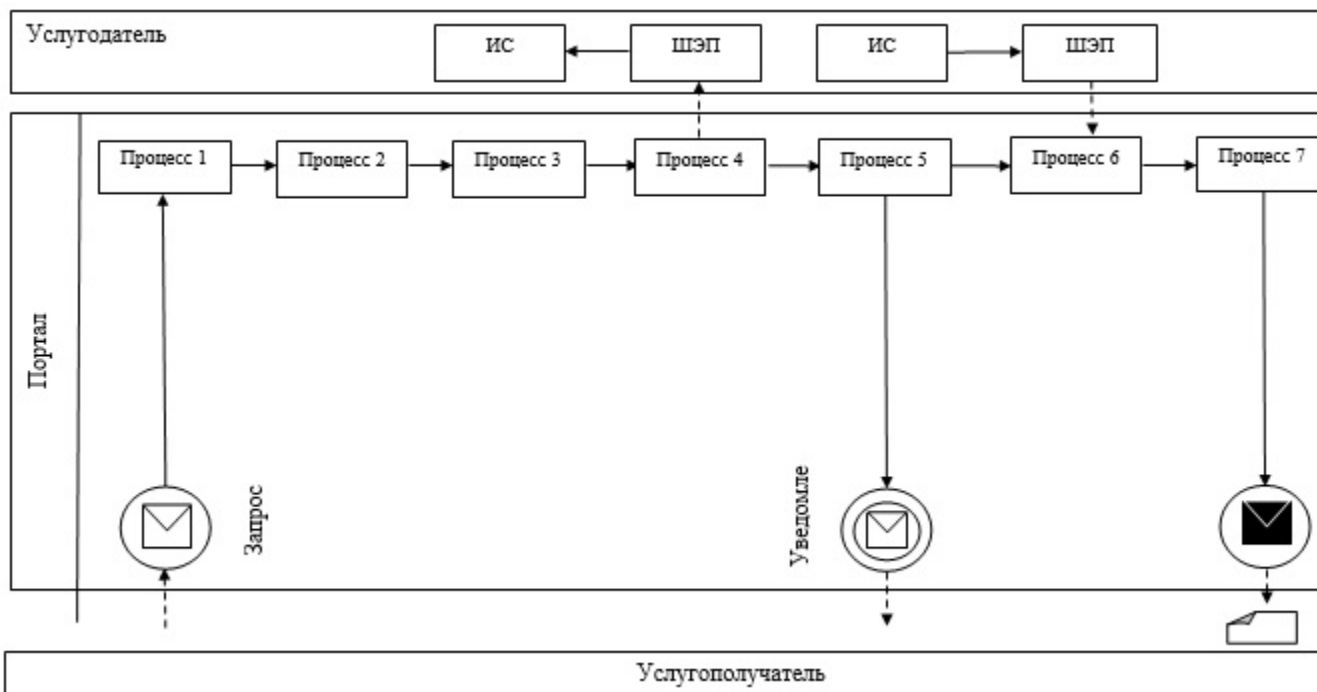 Услугодатель
ИС
ШЭП
ИС
ШЭП
Портал
Процесс 1
Процесс 2
Процесс 3
Процесс 4
Процесс 5
Процесс 6
Процесс 7
Запрос
Уведомле
Услугополучатель